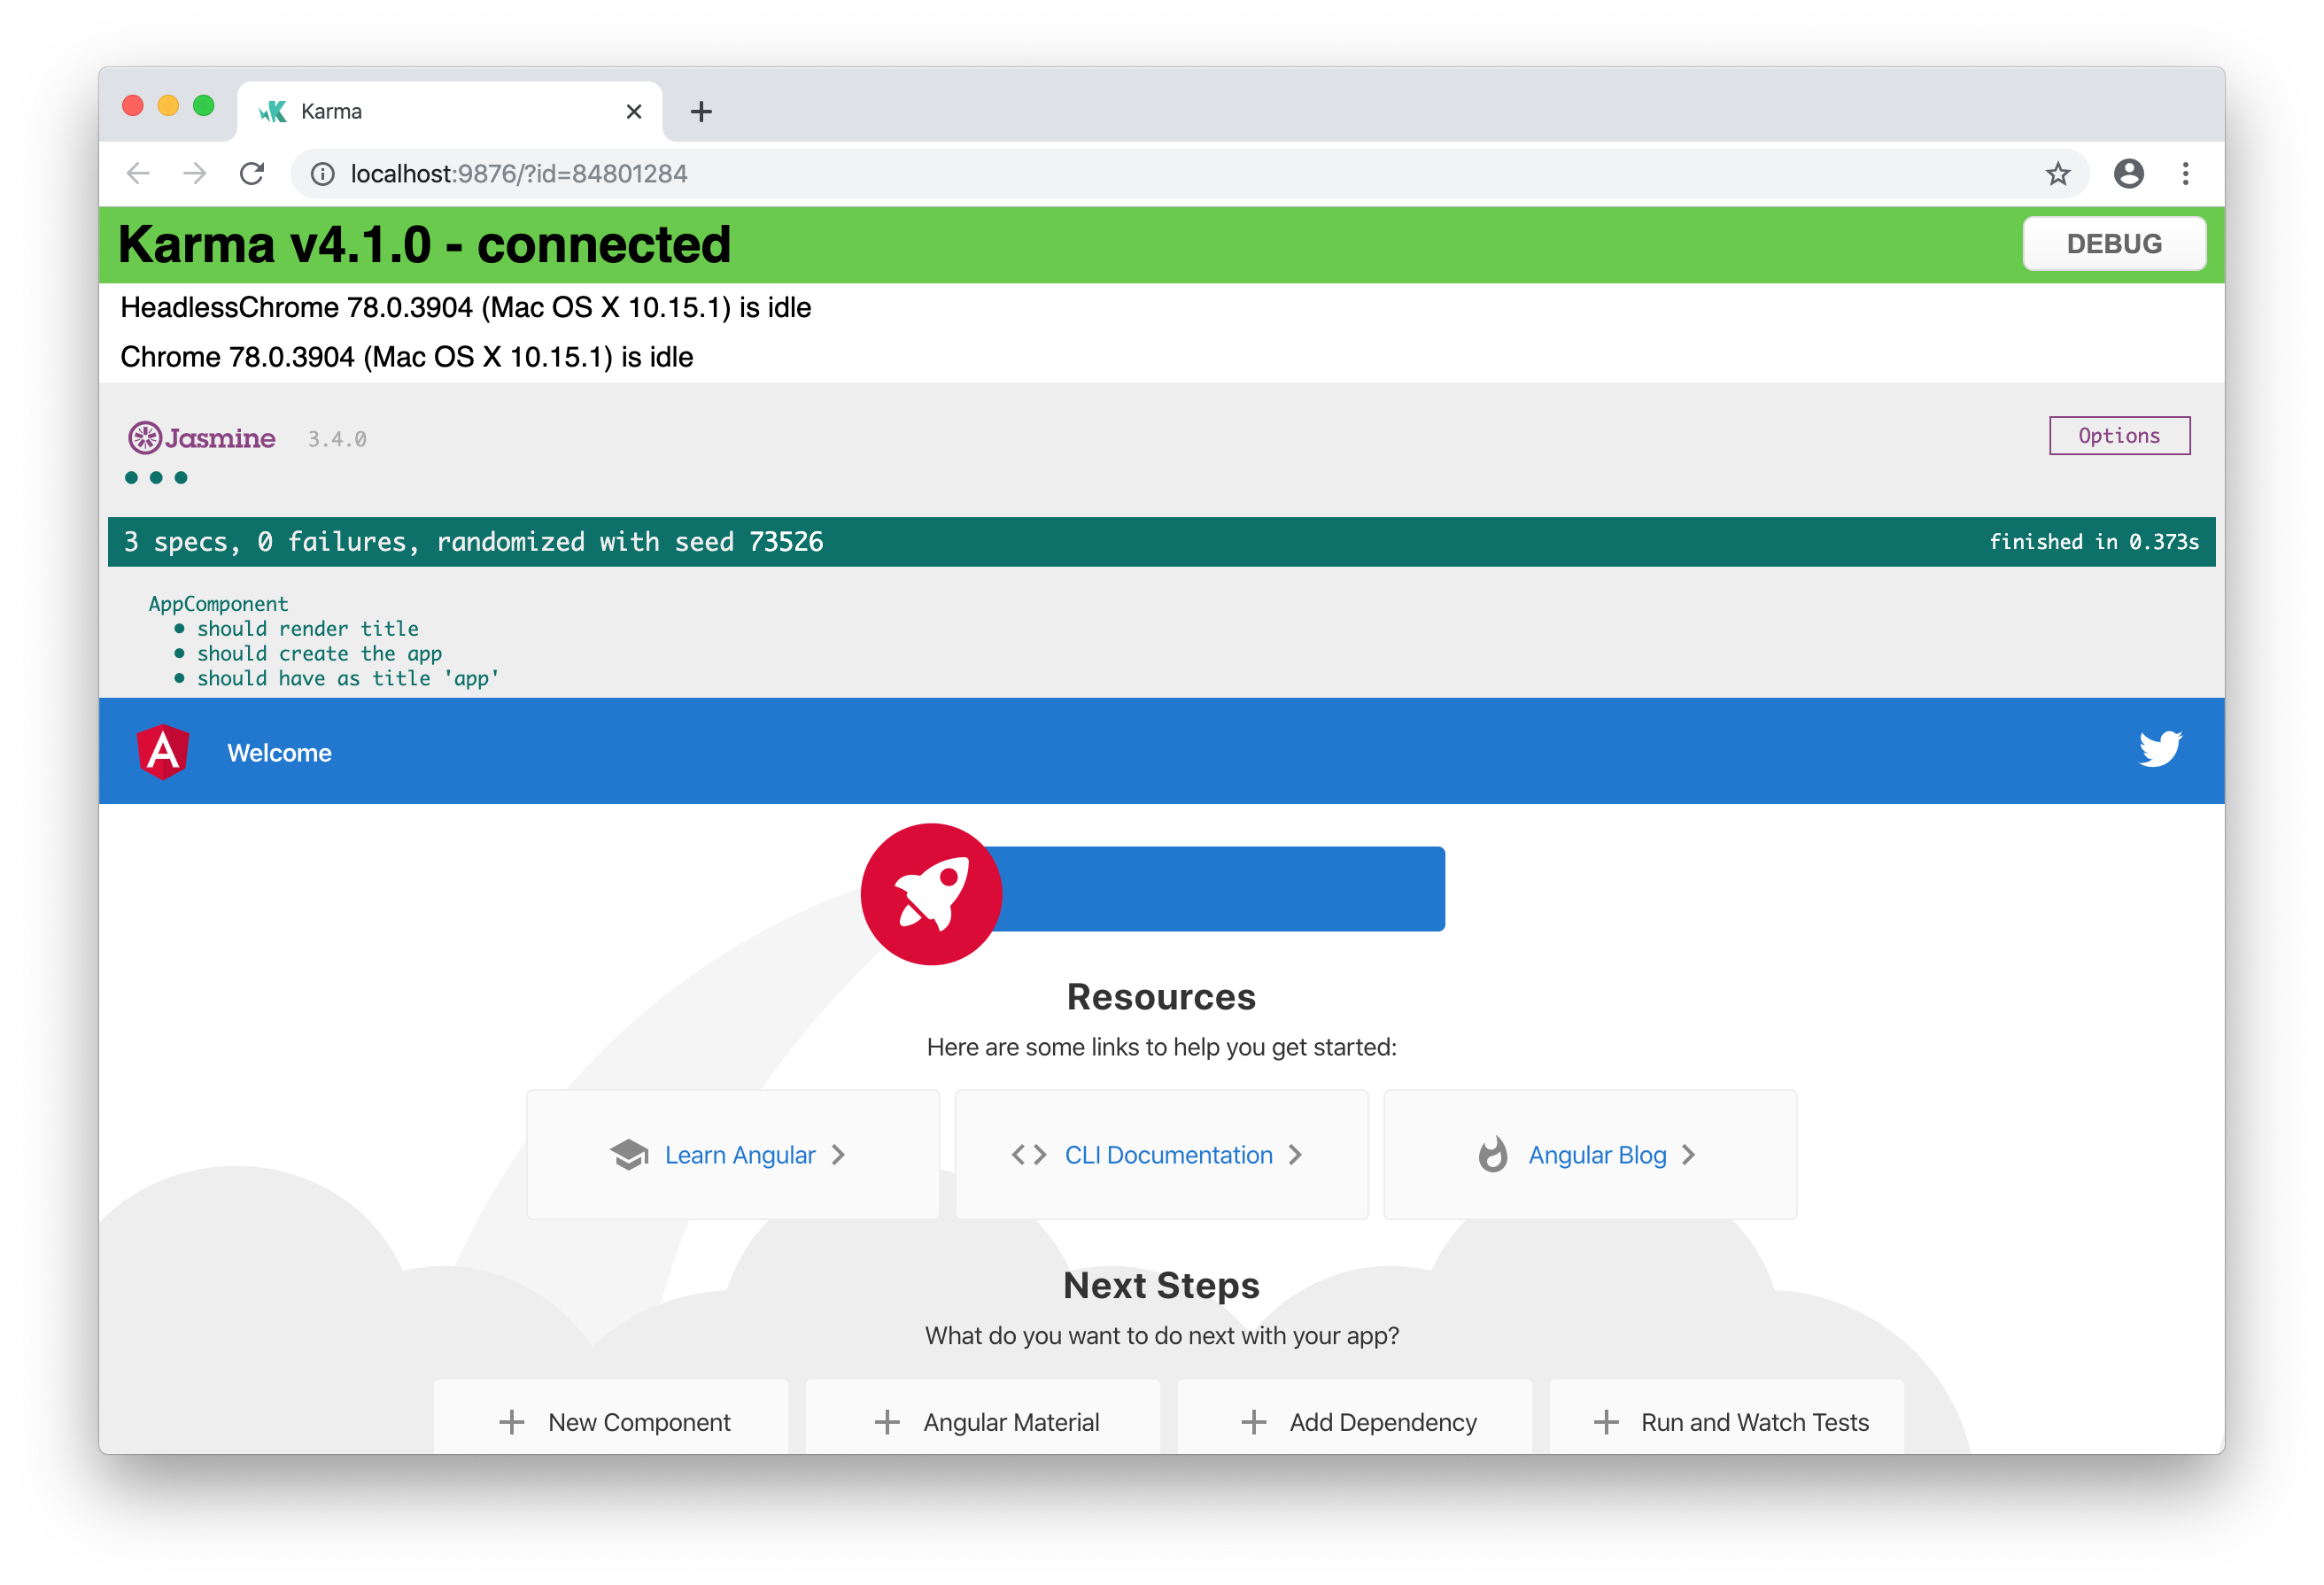 Karma
localhost:9876/?id=84801284
Karma v4.1.0 - connected
DEBUG
HeadlessChrome 78.0.3904 (Mac OS X 10.15.1) is idle
Chrome 78.0.3904 (Mac OS X 10.15.1) is idle
Jasmine 3.4.0
Options
3 specs, 0 failures, randomized with seed 73526
finished in 0.373s
AppComponent
• should render title
• should create the app
• should have as title 'app'
Welcome
Resources
Here are some links to help you get started:
Learn Angular
CLI Documentation
Angular Blog
Next Steps
What do you want to do next with your app?
New Component
Angular Material
Add Dependency
Run and Watch Tests